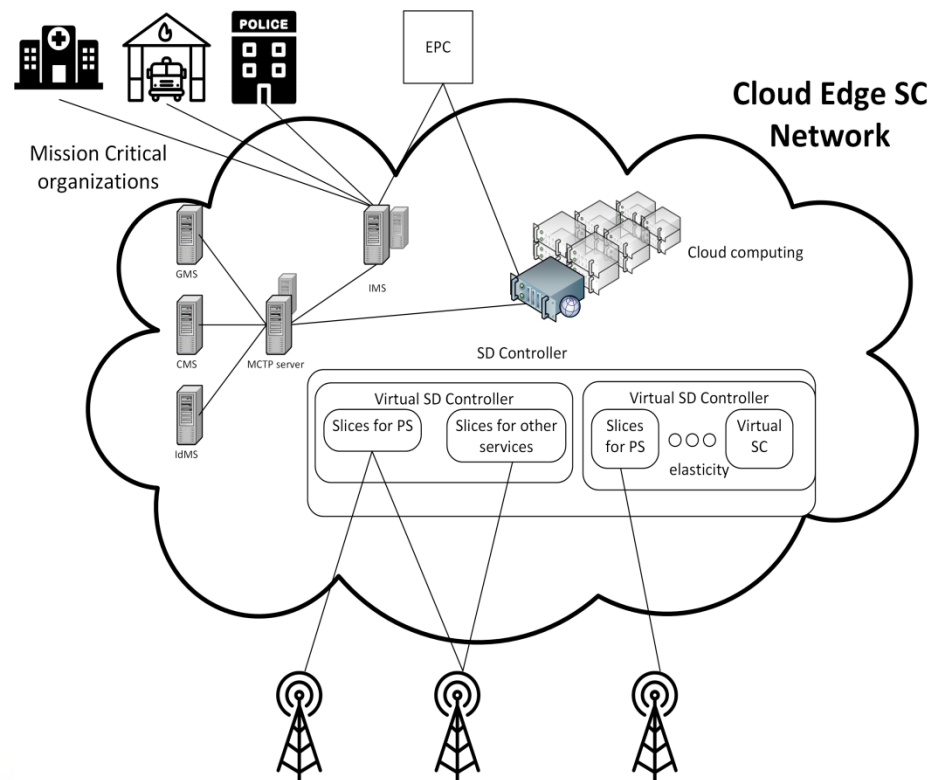 POLICE
EPC
Cloud Edge SC
Network
Mission Critical
organizations
GMS
IMS
Cloud computing
CMS
MCTP server
IdMS
SD Controller
Virtual SD Controller
Slices for PS
Slices for other
services
Virtual SD Controller
Slices
for PS
Virtual
SC
elasticity